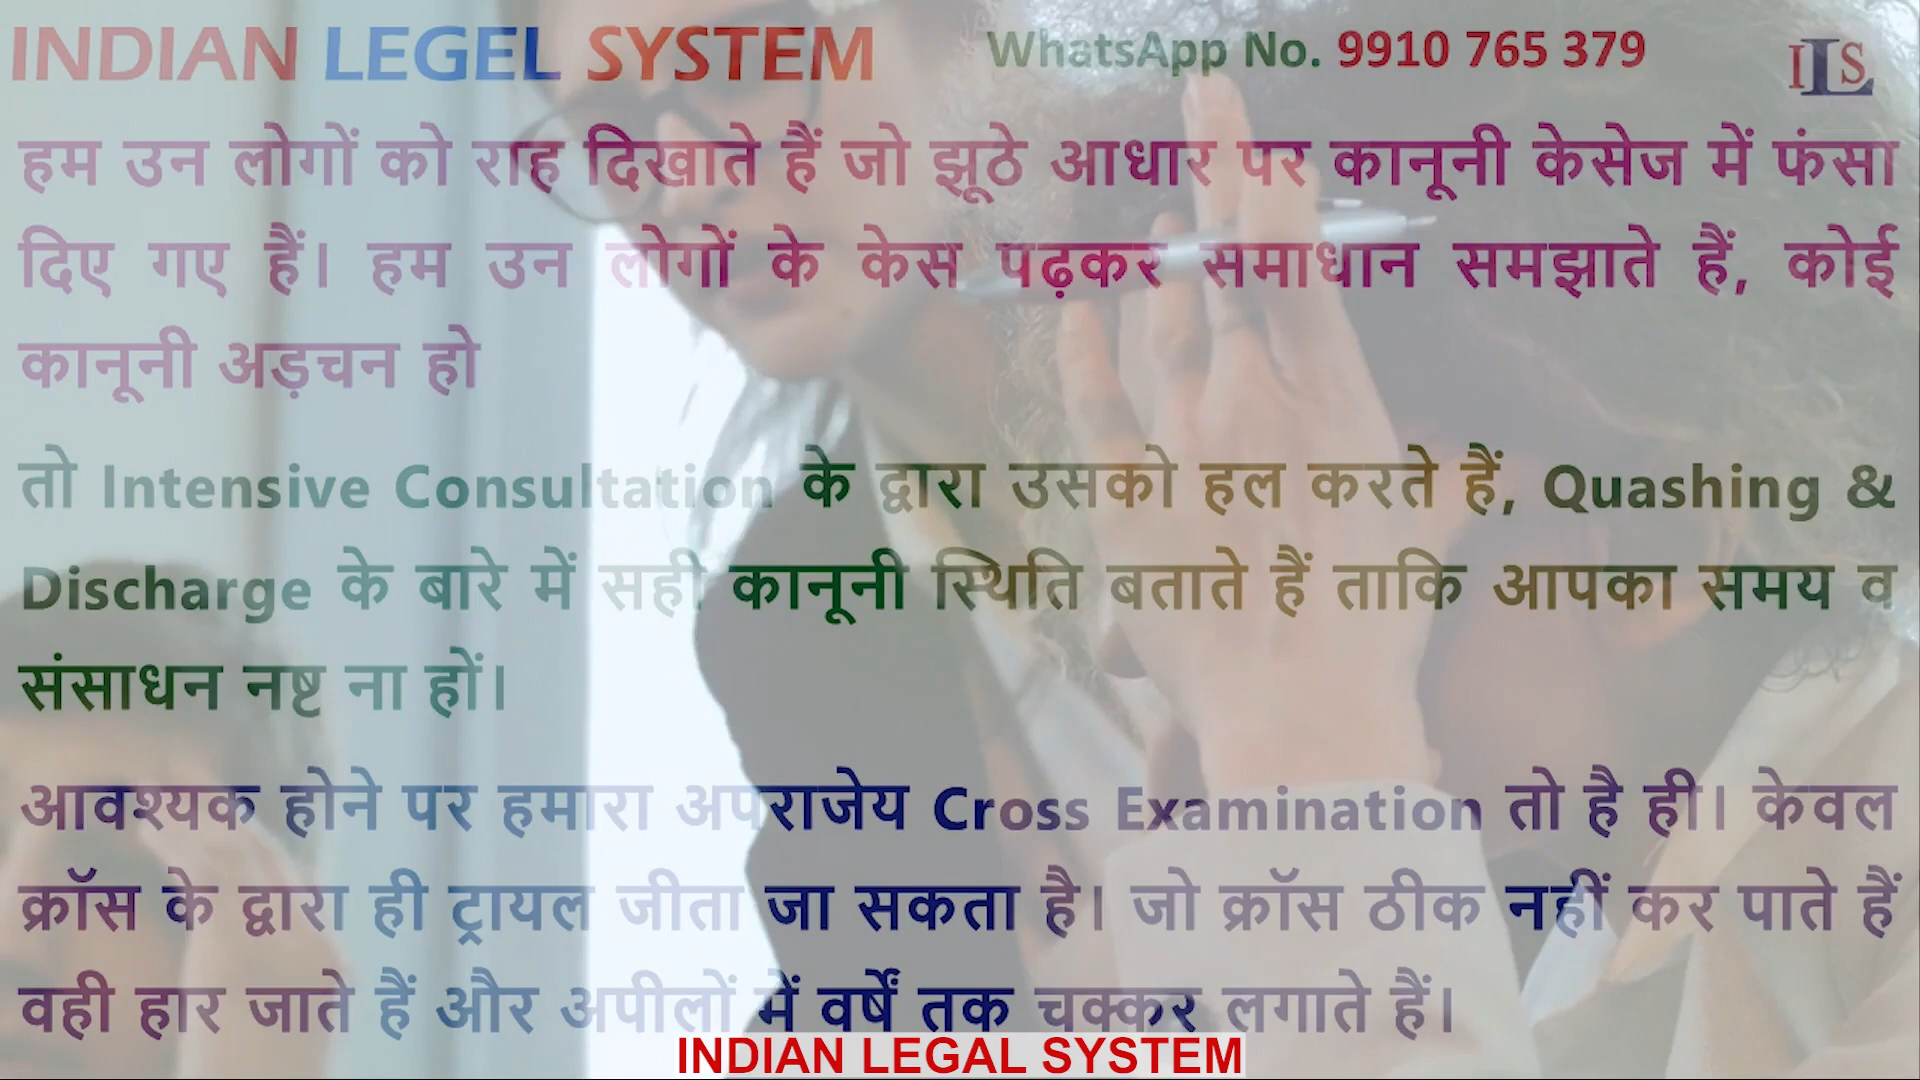 INDIAN LEGEL SYSTEM WhatsApp No. 9910 765 379 ILS
हम उन लोगों को राह दिखाते हैं जो झूठे आधार पर कानूनी केसेज में फंसा
दिए गए हैं। हम उन लोगों के केस पढ़कर समाधान समझाते हैं, कोई
कानूनी अड़चन हो
तो Intensive Consultation के द्वारा उसको हल करते हैं, Quashing &
Discharge के बारे में सही कानूनी स्थिति बताते हैं ताकि आपका समय व
संसाधन नष्ट ना हों।
आवश्यक होने पर हमारा अपराजेय Cross Examination तो है ही। केवल
क्रॉस के द्वारा ही ट्रायल जीता जा सकता है। जो क्रॉस ठीक नहीं कर पाते हैं
वही हार जाते हैं और अपीलों में वर्षें तक चक्कर लगाते हैं।
INDIAN LEGAL SYSTEM